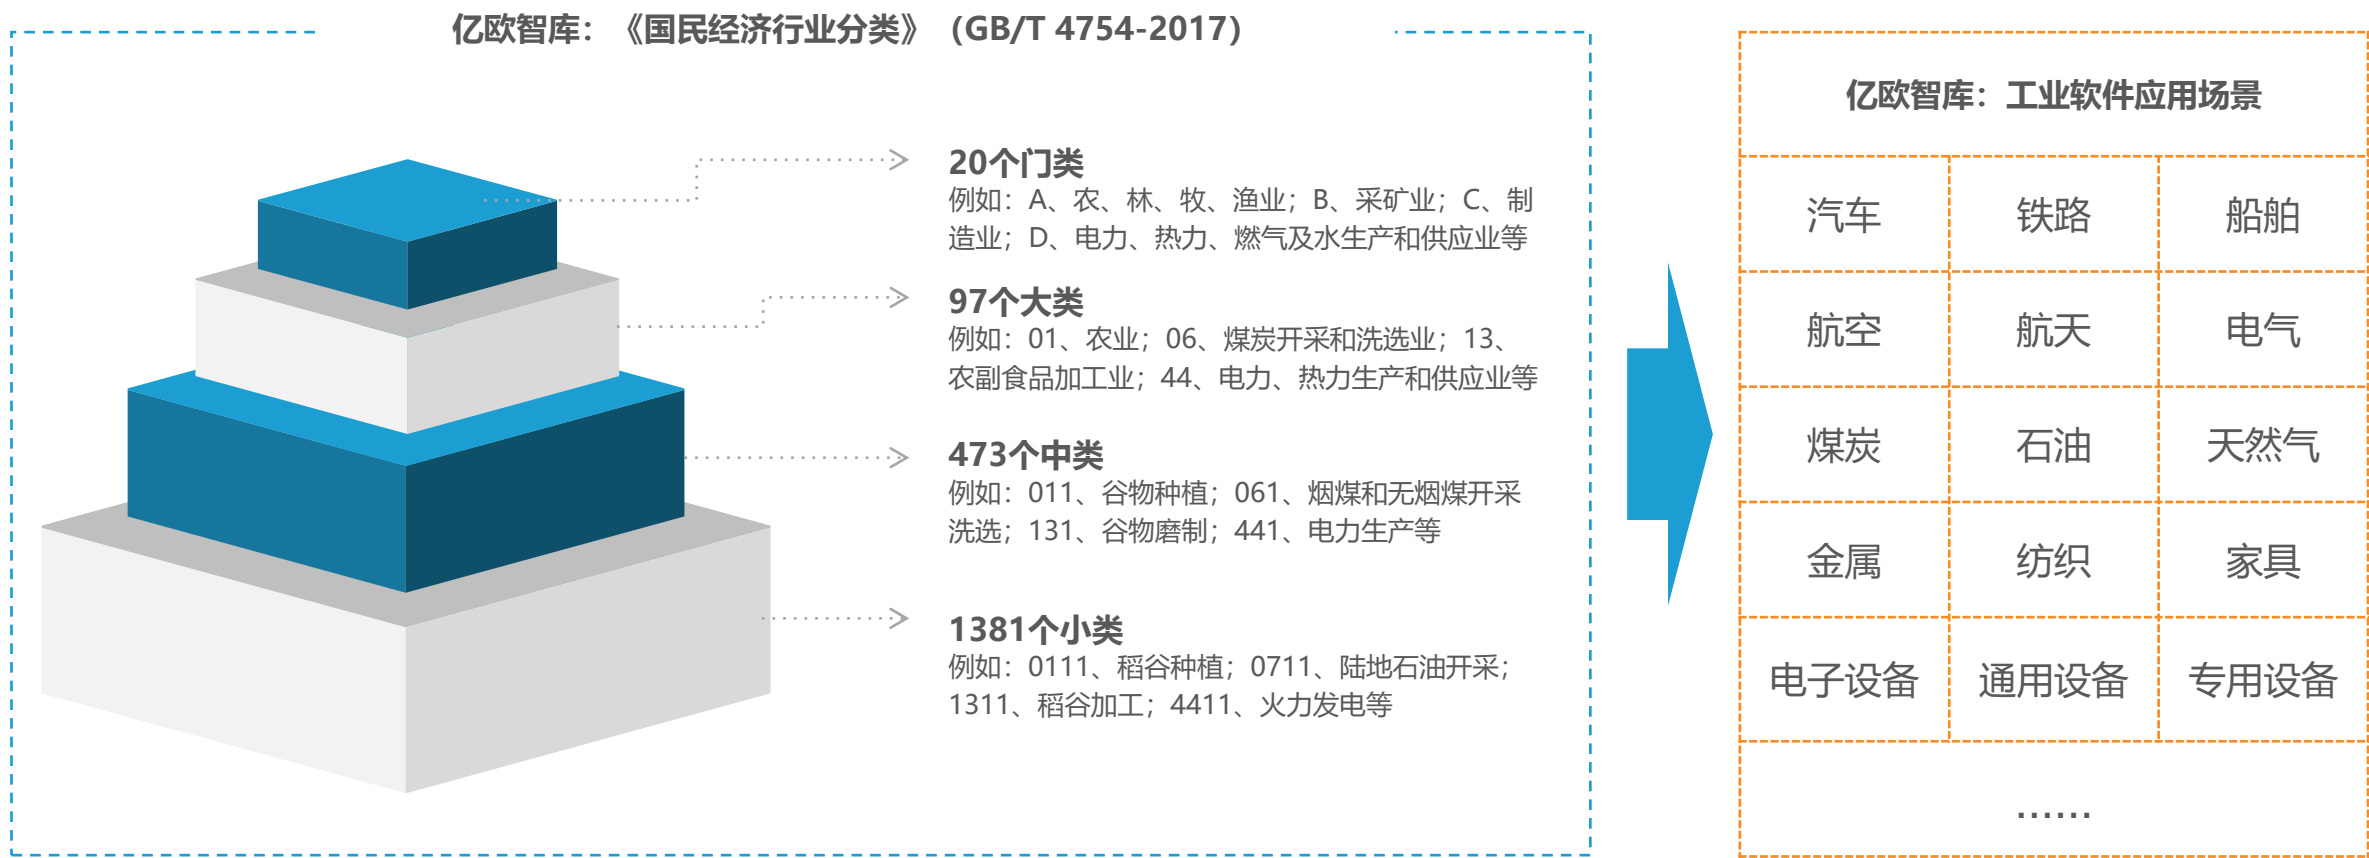 亿欧智库：《国民经济行业分类》（GB/T 4754-2017）
20个门类
例如：A、农、林、牧、渔业；B、采矿业；C、制
造业；D、电力、热力、燃气及水生产和供应业等
97个大类
例如：01、农业；06、煤炭开采和洗选业；13、
农副食品加工业；44、电力、热力生产和供应业等
473个中类
例如：011、谷物种植；061、烟煤和无烟煤开采
洗选；131、谷物磨制；441、电力生产等
1381个小类
例如：0111、稻谷种植；0711、陆地石油开采；
1311、稻谷加工；4411、火力发电等
亿欧智库：工业软件应用场景
汽车 铁路 船舶
航空 航天 电气
煤炭 石油 天然气
金属 纺织 家具
电子设备 通用设备 专用设备
......